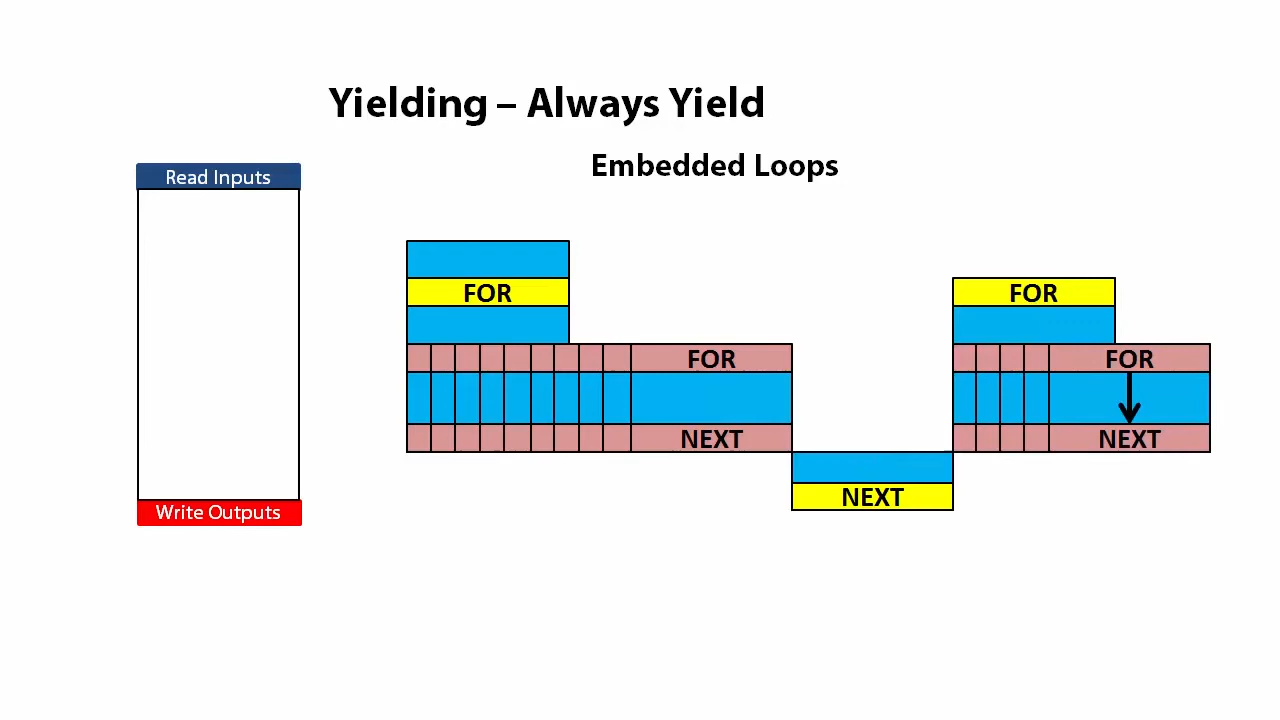 Yielding – Always Yield
Embedded Loops
Read Inputs
FOR
FOR
FOR
FOR
NEXT
NEXT
NEXT
Write Outputs